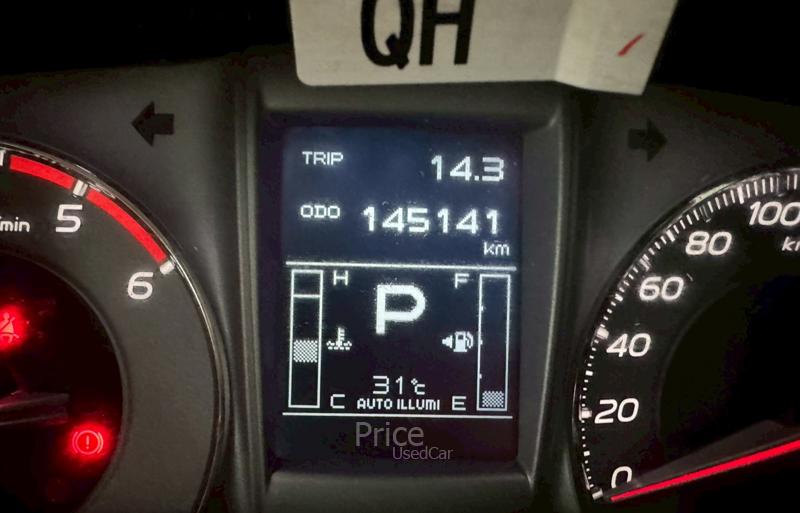 QH
TRIP 14.3
ODO 145141
km
H F
P
31°C
C AUTO ILLUMI E
Price
UsedCar
/min
5
6
100
80
60
40
20
0